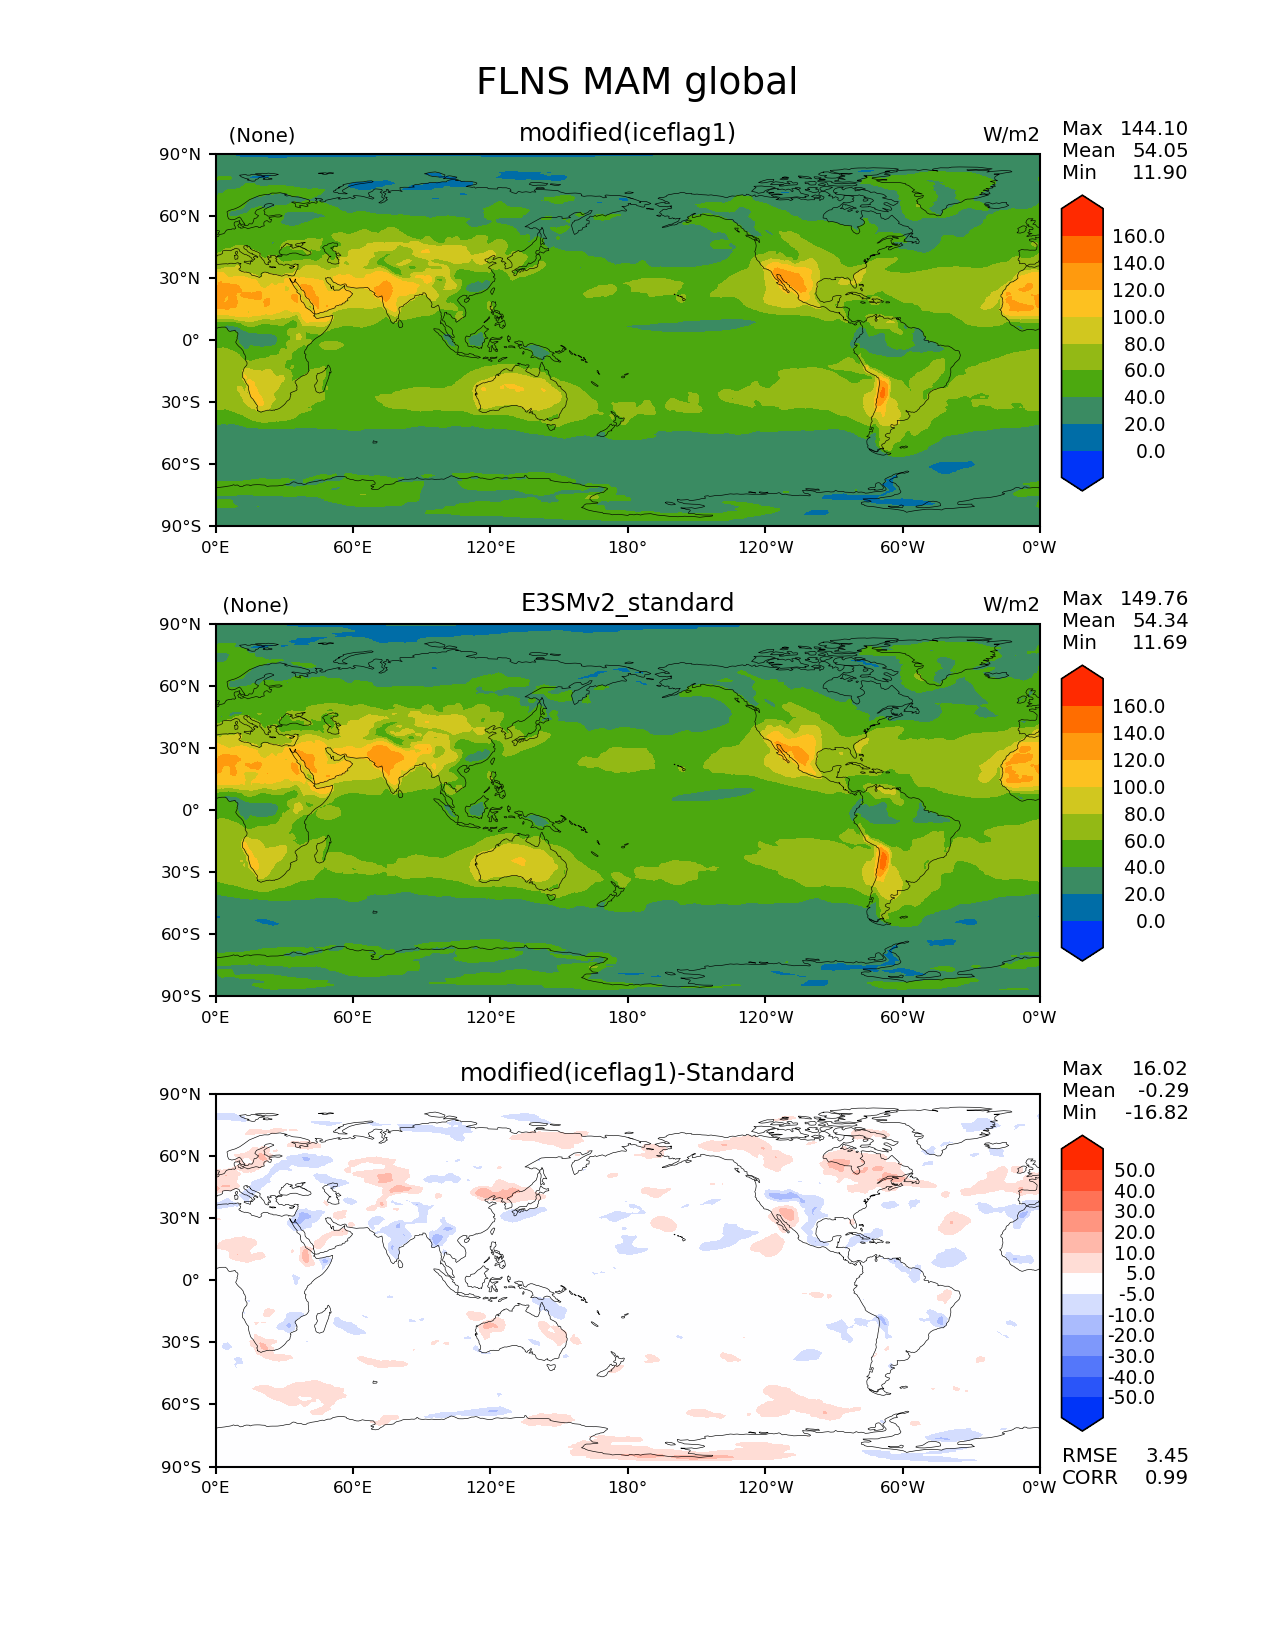 FLNS MAM global
(None) modified(iceflag1) W/m2
Max 144.10
Mean 54.05
Min 11.90
90°N
60°N
30°N
0°
30°S
60°S
90°S
0°E 60°E 120°E 180° 120°W 60°W 0°W
160.0
140.0
120.0
100.0
80.0
60.0
40.0
20.0
0.0
(None) E3SMv2_standard W/m2
Max 149.76
Mean 54.34
Min 11.69
90°N
60°N
30°N
0°
30°S
60°S
90°S
0°E 60°E 120°E 180° 120°W 60°W 0°W
160.0
140.0
120.0
100.0
80.0
60.0
40.0
20.0
0.0
modified(iceflag1)-Standard
Max 16.02
Mean -0.29
Min -16.82
90°N
60°N
30°N
0°
30°S
60°S
90°S
0°E 60°E 120°E 180° 120°W 60°W 0°W
50.0
40.0
30.0
20.0
10.0
5.0
-5.0
-10.0
-20.0
-30.0
-40.0
-50.0
RMSE 3.45
CORR 0.99